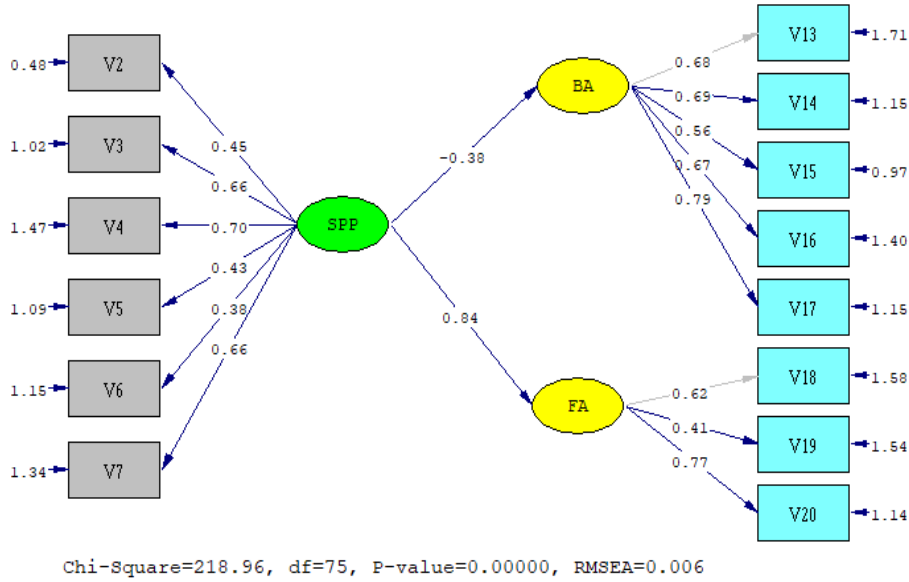 V13
1.71
0.48
V2
BA
0.68
V14
1.15
0.69
1.02
V3
0.45
0.56
V15
0.97
-0.38
0.67
0.66
0.79
V16
1.40
1.47
V4
0.70
SPP
0.43
V17
1.15
1.09
V5
0.38
0.84
0.66
V18
1.58
1.15
V6
0.62
FA
0.41
V19
1.54
0.77
1.34
V7
V20
1.14
Chi-Square=218.96, df=75, P-value=0.00000, RMSEA=0.006